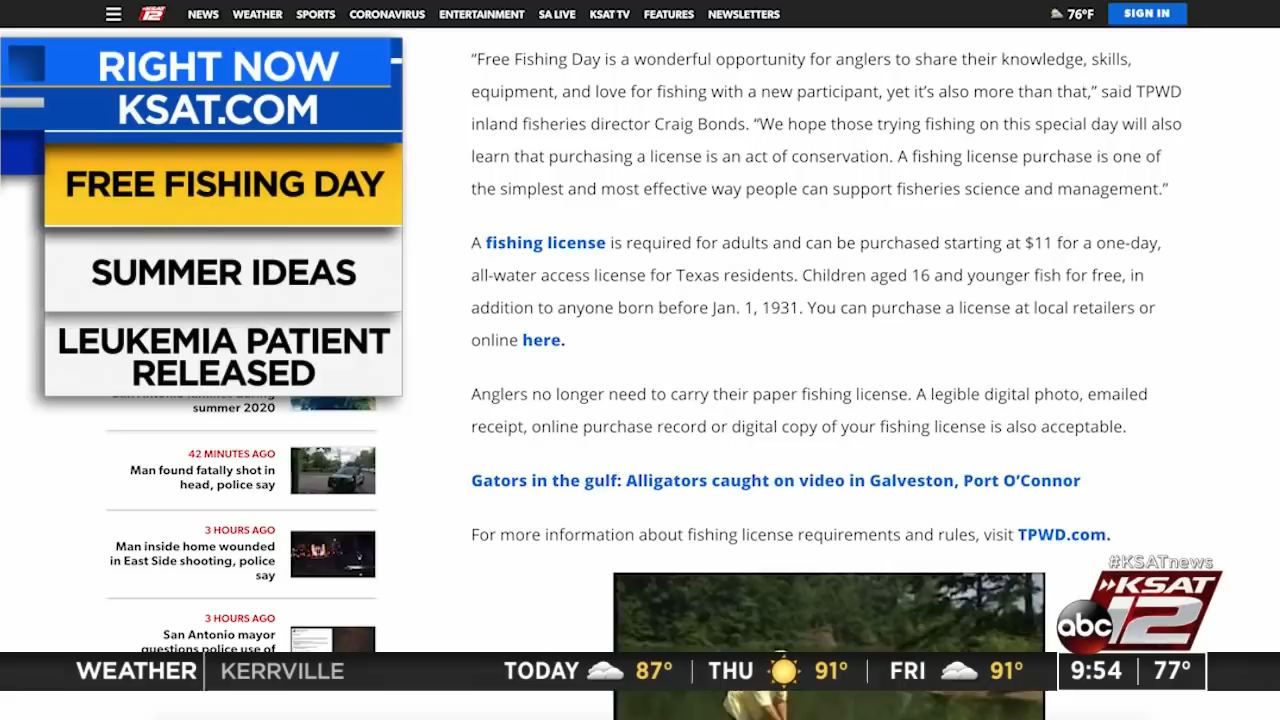 KSAT 12
NEWS WEATHER SPORTS CORONAVIRUS ENTERTAINMENT SA LIVE KSAT TV FEATURES NEWSLETTERS
76°F
SIGN IN
RIGHT NOW
KSAT.COM
FREE FISHING DAY
SUMMER IDEAS
LEUKEMIA PATIENT
RELEASED
summer 2020
42 MINUTES AGO
Man found fatally shot in
head, police say
3 HOURS AGO
Man inside home wounded
in East Side shooting, police
say
3 HOURS AGO
San Antonio mayor
questions police use of
“Free Fishing Day is a wonderful opportunity for anglers to share their knowledge, skills,
equipment, and love for fishing with a new participant, yet it’s also more than that,” said TPWD
inland fisheries director Craig Bonds. “We hope those trying fishing on this special day will also
learn that purchasing a license is an act of conservation. A fishing license purchase is one of
the simplest and most effective way people can support fisheries science and management.”
A fishing license is required for adults and can be purchased starting at $11 for a one-day,
all-water access license for Texas residents. Children aged 16 and younger fish for free, in
addition to anyone born before Jan. 1, 1931. You can purchase a license at local retailers or
online here.
Anglers no longer need to carry their paper fishing license. A legible digital photo, emailed
receipt, online purchase record or digital copy of your fishing license is also acceptable.
Gators in the gulf: Alligators caught on video in Galveston, Port O’Connor
For more information about fishing license requirements and rules, visit TPWD.com.
#KSATnews
KSAT
abc 12
WEATHER KERRVILLE TODAY 87° THU 91° FRI 91° 9:54 77°